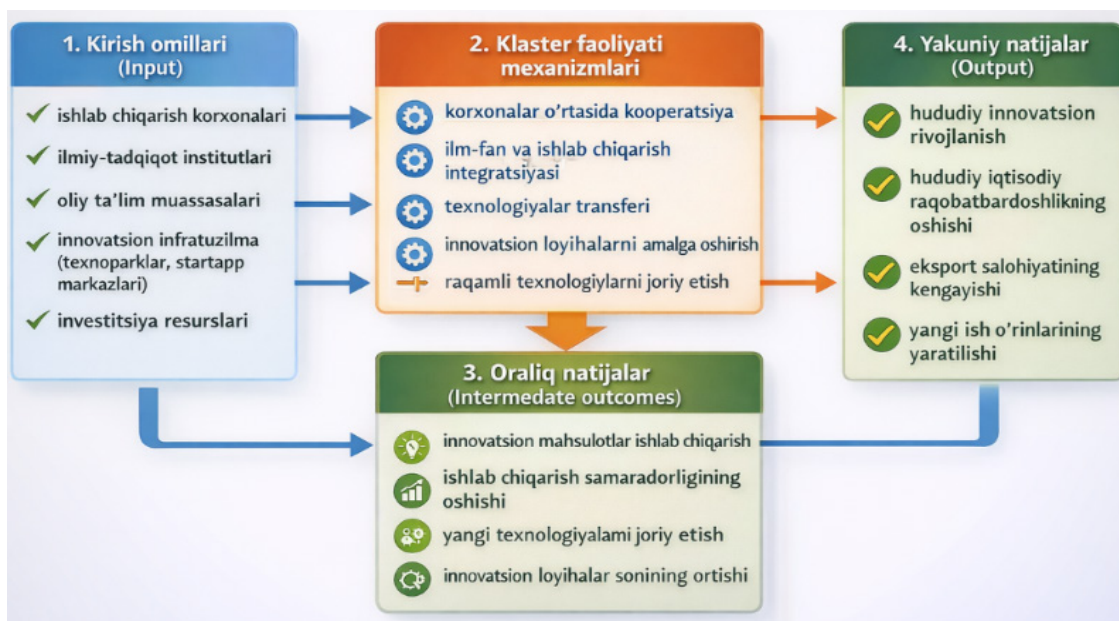 1. Kirish omillari
(Input)
ishlab chiqarish korxonalari
ilmiy-tadqiqot institutlari
oliy ta'lim muassasalari
innovatsion infratuzilma
(texnoparklar, startapp
markazlari)
investitsiya resurslari
2. Klaster faoliyati
mexanizmlari
korxonalar o'rtasida kooperatsiya
ilm-fan va ishlab chiqarish
integratsiyasi
texnologiyalar transferi
innovatsion loyihalarni amalga oshirish
raqamli texnologiylarni joriy etish
3. Oraliq natijalar
(Intermedate outcomes)
innovatsion mahsulotlar ishlab chiqarish
ishlab chiqarish samaradorligining
oshishi
yangi texnologiyalami joriy etish
innovatsion loyihalar sonining ortishi
4. Yakuniy natijalar
(Output)
hududiy innovatsion
rivojlanish
hududiy iqtisodiy
raqobatbardoshlikning
oshishi
eksport salohiyatining
kengayishi
yangi ish o'rinlarining
yaratilishi